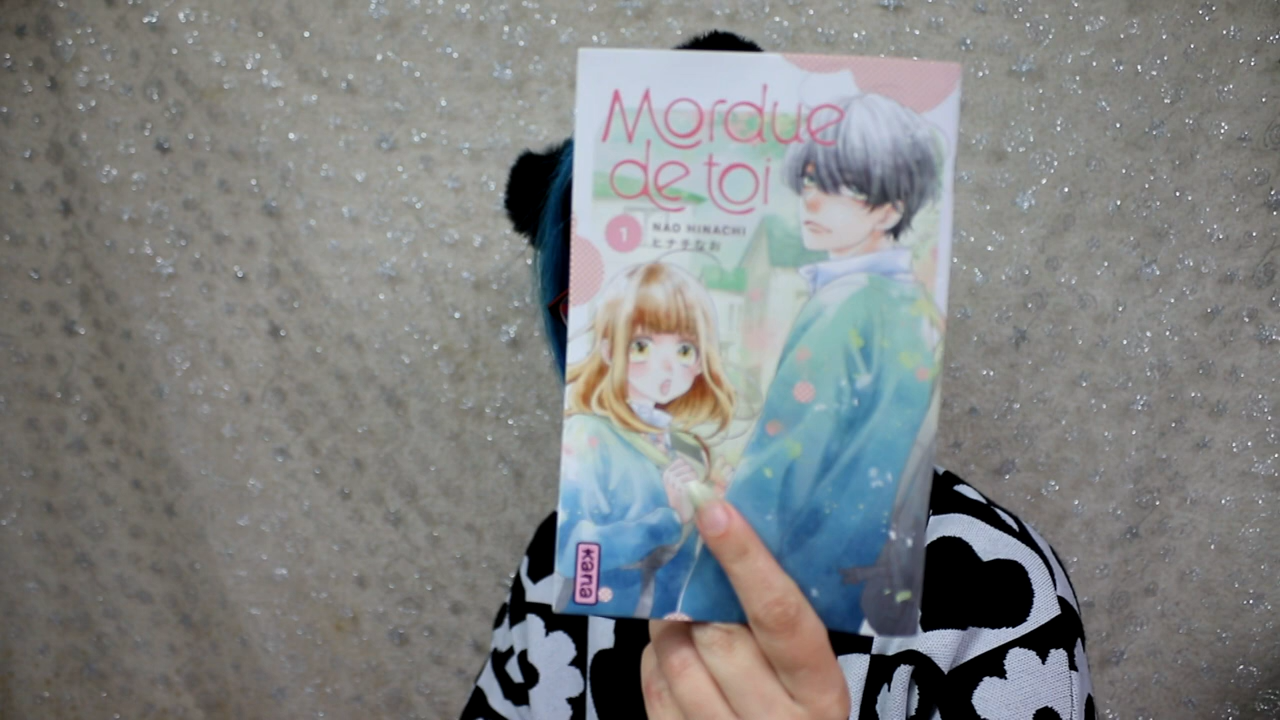 Mordue
de toi
1
NAO HINACHI
ヒナチなお
kana